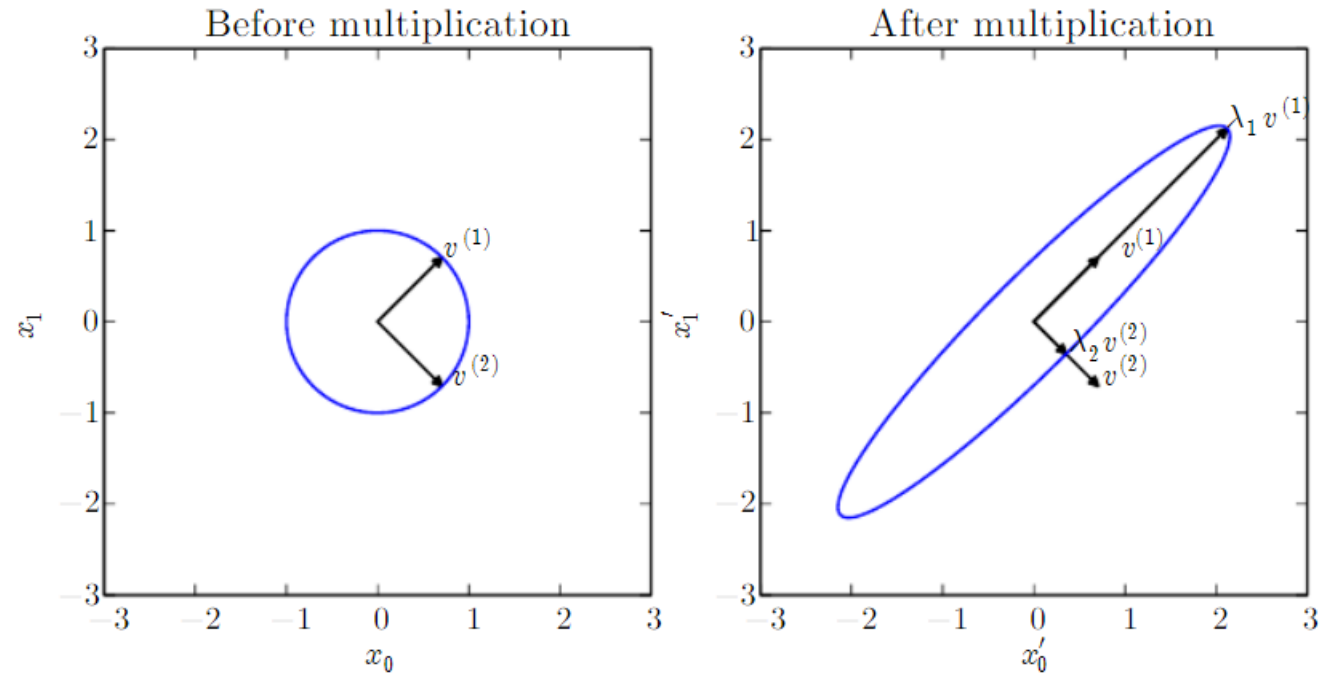 Before multiplication
3
2
1
0
−1
−2
−3
−3 −2 −1 0 1 2 3
x₀
x₁
v⁽¹⁾
v⁽²⁾
After multiplication
3
2
1
0
−1
−2
−3
−3 −2 −1 0 1 2 3
x₀′
x₁′
λ₁ v⁽¹⁾
v⁽¹⁾
λ₂ v⁽²⁾
v⁽²⁾